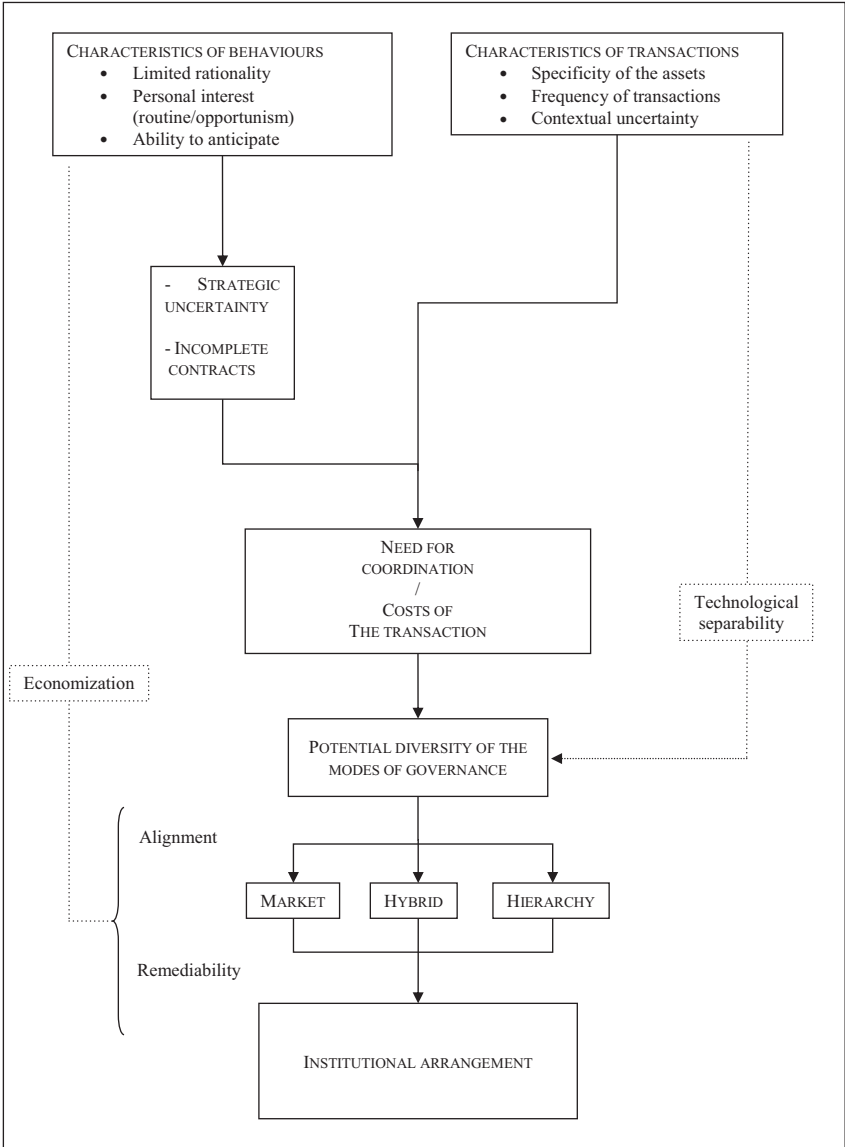 CHARACTERISTICS OF BEHAVIOURS
• Limited rationality
• Personal interest
(routine/opportunism)
• Ability to anticipate
CHARACTERISTICS OF TRANSACTIONS
• Specificity of the assets
• Frequency of transactions
• Contextual uncertainty
- STRATEGIC
UNCERTAINTY
- INCOMPLETE
CONTRACTS
NEED FOR
COORDINATION
/
COSTS OF
THE TRANSACTION
Technological
separability
Economization
POTENTIAL DIVERSITY OF THE
MODES OF GOVERNANCE
Alignment
MARKET
HYBRID
HIERARCHY
Remediability
INSTITUTIONAL ARRANGEMENT